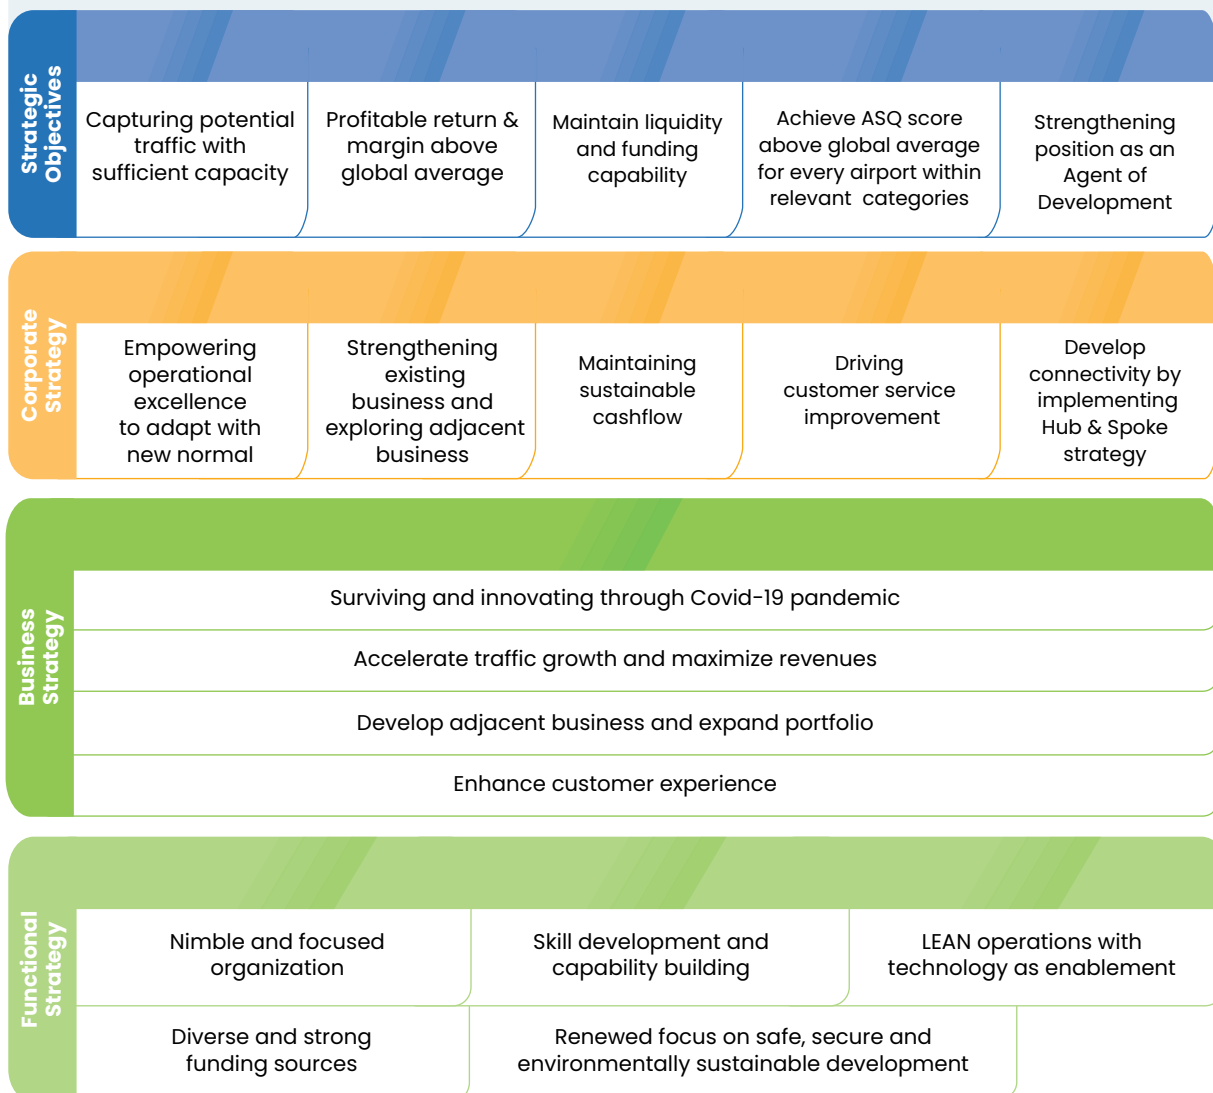 Strategic
Objectives
Capturing potential
traffic with
sufficient capacity
Profitable return &
margin above
global average
Maintain liquidity
and funding
capability
Achieve ASQ score
above global average
for every airport within
relevant categories
Strengthening
position as an
Agent of
Development
Corporate
Strategy
Empowering
operational
excellence
to adapt with
new normal
Strengthening
existing
business and
exploring adjacent
business
Maintaining
sustainable
cashflow
Driving
customer service
improvement
Develop
connectivity by
implementing
Hub & Spoke
strategy
Business
Strategy
Surviving and innovating through Covid-19 pandemic
Accelerate traffic growth and maximize revenues
Develop adjacent business and expand portfolio
Enhance customer experience
Functional
Strategy
Nimble and focused
organization
Skill development and
capability building
LEAN operations with
technology as enablement
Diverse and strong
funding sources
Renewed focus on safe, secure and
environmentally sustainable development